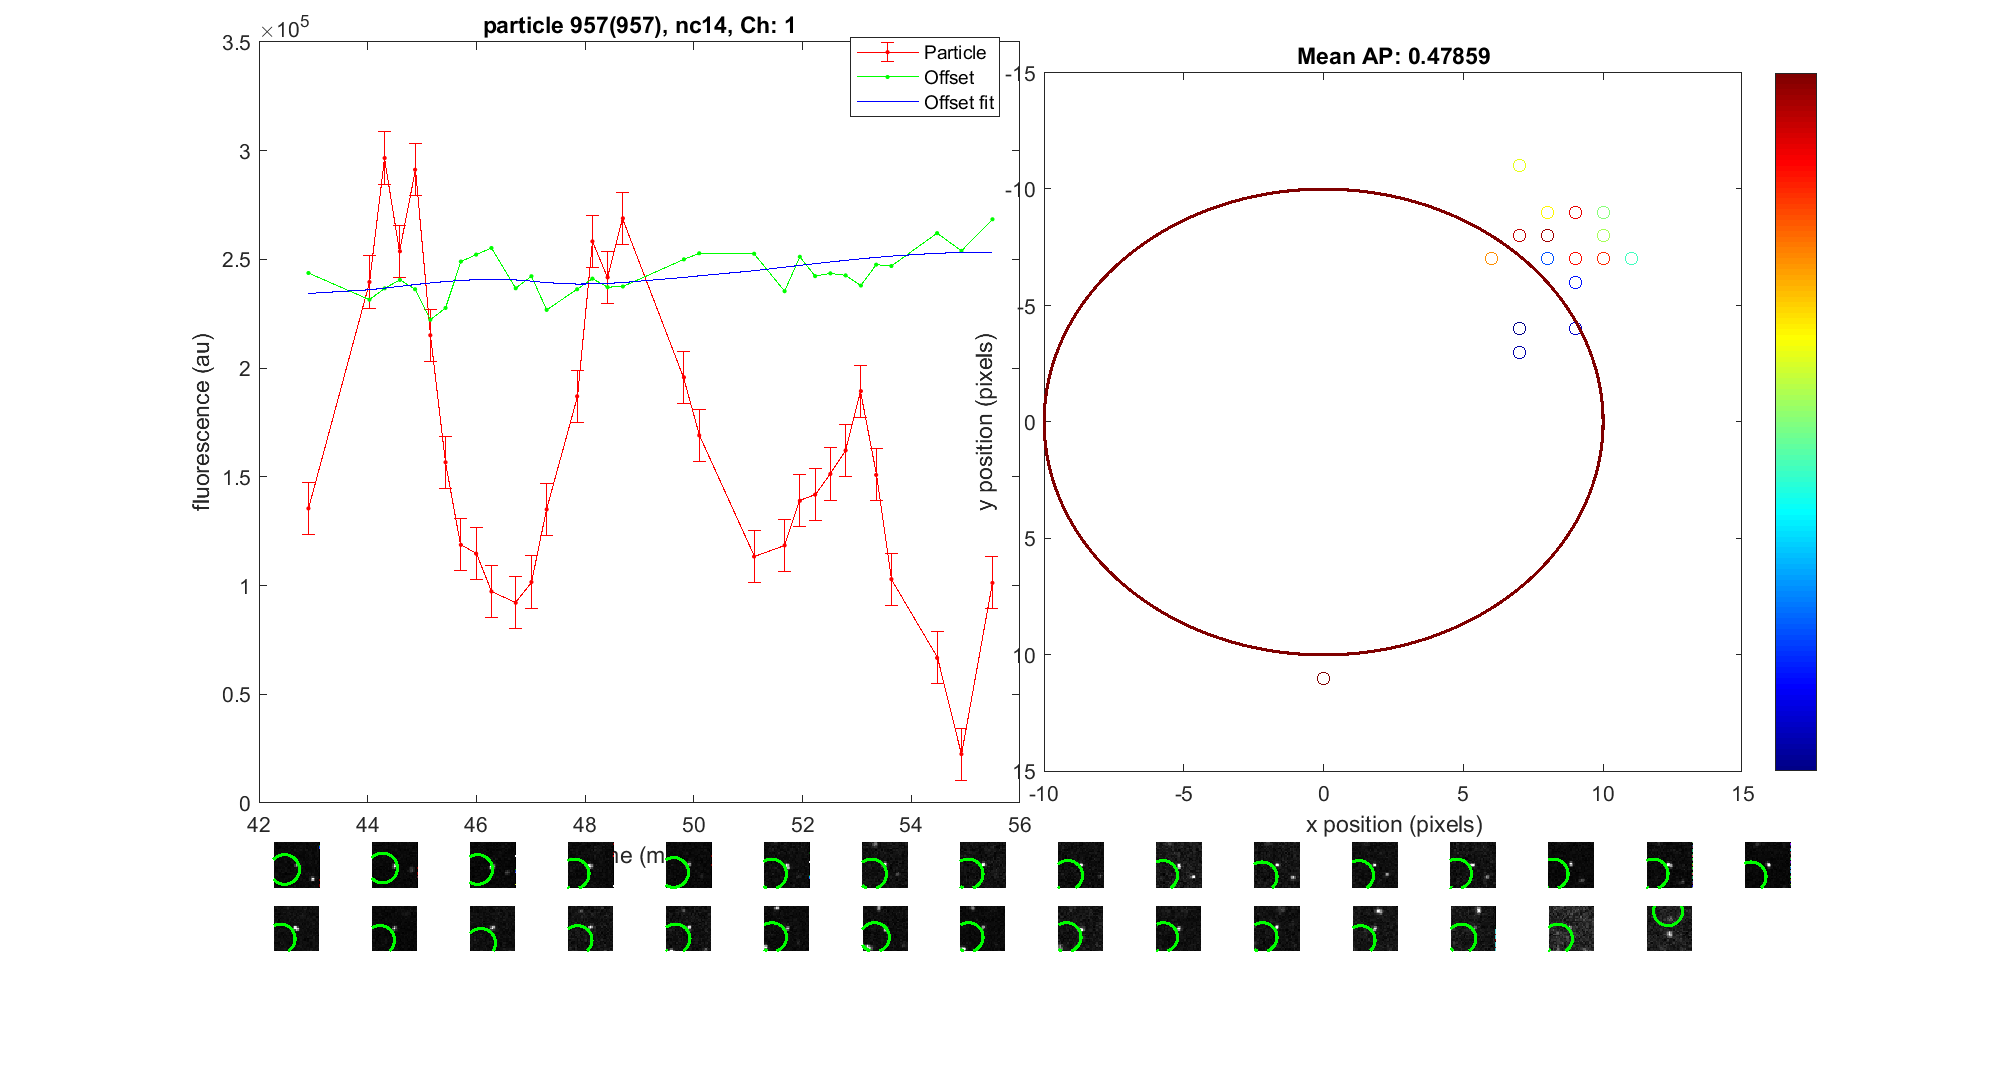 particle 957(957), nc14, Ch: 1
×10^5
Particle
Offset
Offset fit
3.5
3
2.5
2
1.5
1
0.5
0
fluorescence (au)
42 44 46 48 50 52 54 56
Mean AP: 0.47859
-15
-10
-5
0
5
10
15
y position (pixels)
-10 -5 0 5 10 15
x position (pixels)